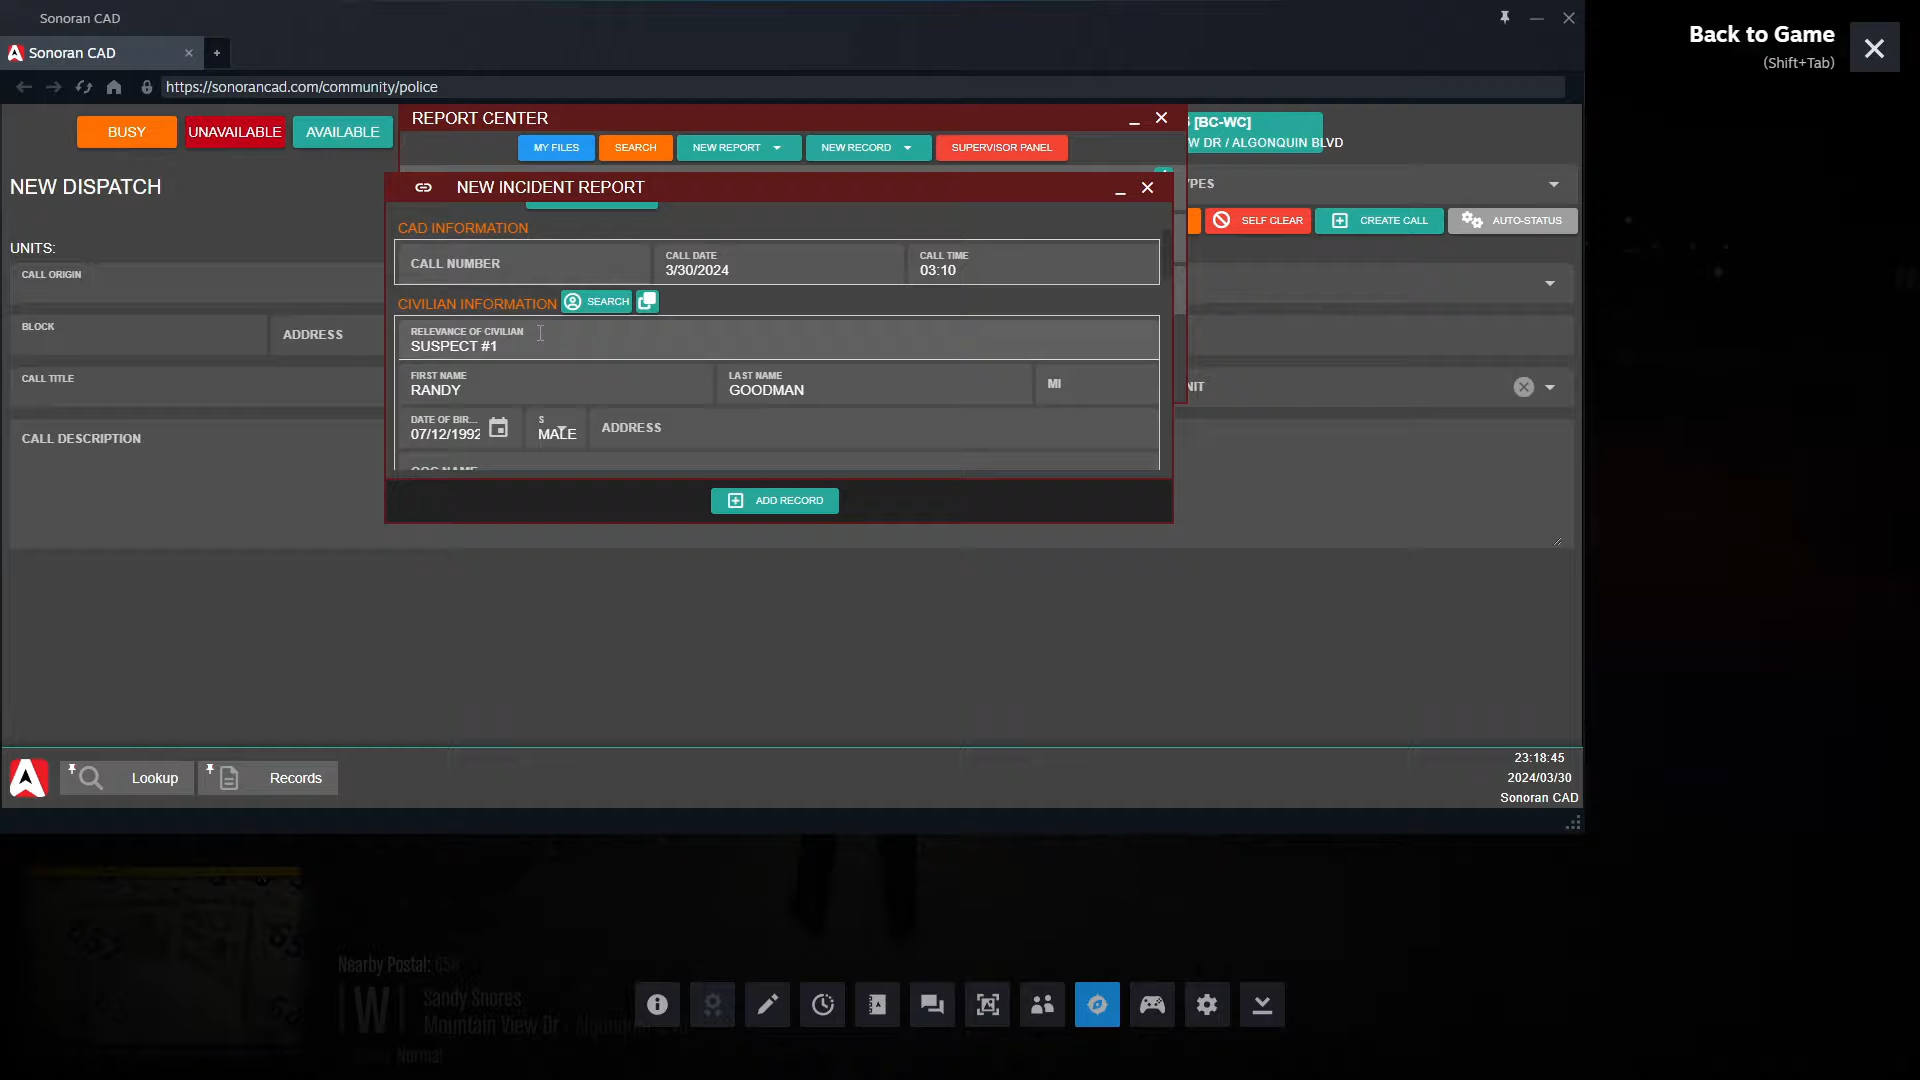 Sonoran CAD
Back to Game
(Shift+Tab)
Sonoran CAD
https://sonorancad.com/community/police
BUSY
UNAVAILABLE
AVAILABLE
REPORT CENTER
[BC-WC]
W DR / ALGONQUIN BLVD
MY FILES
SEARCH
NEW REPORT
NEW RECORD
SUPERVISOR PANEL
NEW DISPATCH
NEW INCIDENT REPORT
YPES
SELF CLEAR
CREATE CALL
AUTO-STATUS
UNITS:
CALL ORIGIN
BLOCK
ADDRESS
CALL TITLE
NIT
CALL DESCRIPTION
CAD INFORMATION
CALL NUMBER
CALL DATE
3/30/2024
CALL TIME
03:10
CIVILIAN INFORMATION
SEARCH
RELEVANCE OF CIVILIAN
SUSPECT #1
FIRST NAME
RANDY
LAST NAME
GOODMAN
MI
DATE OF BIR...
07/12/1992
S
MALE
ADDRESS
ADD RECORD
Lookup
Records
23:18:45
2024/03/30
Sonoran CAD
Nearby Postal:
W
Sandy Shores
Mountain View Dr
Normal